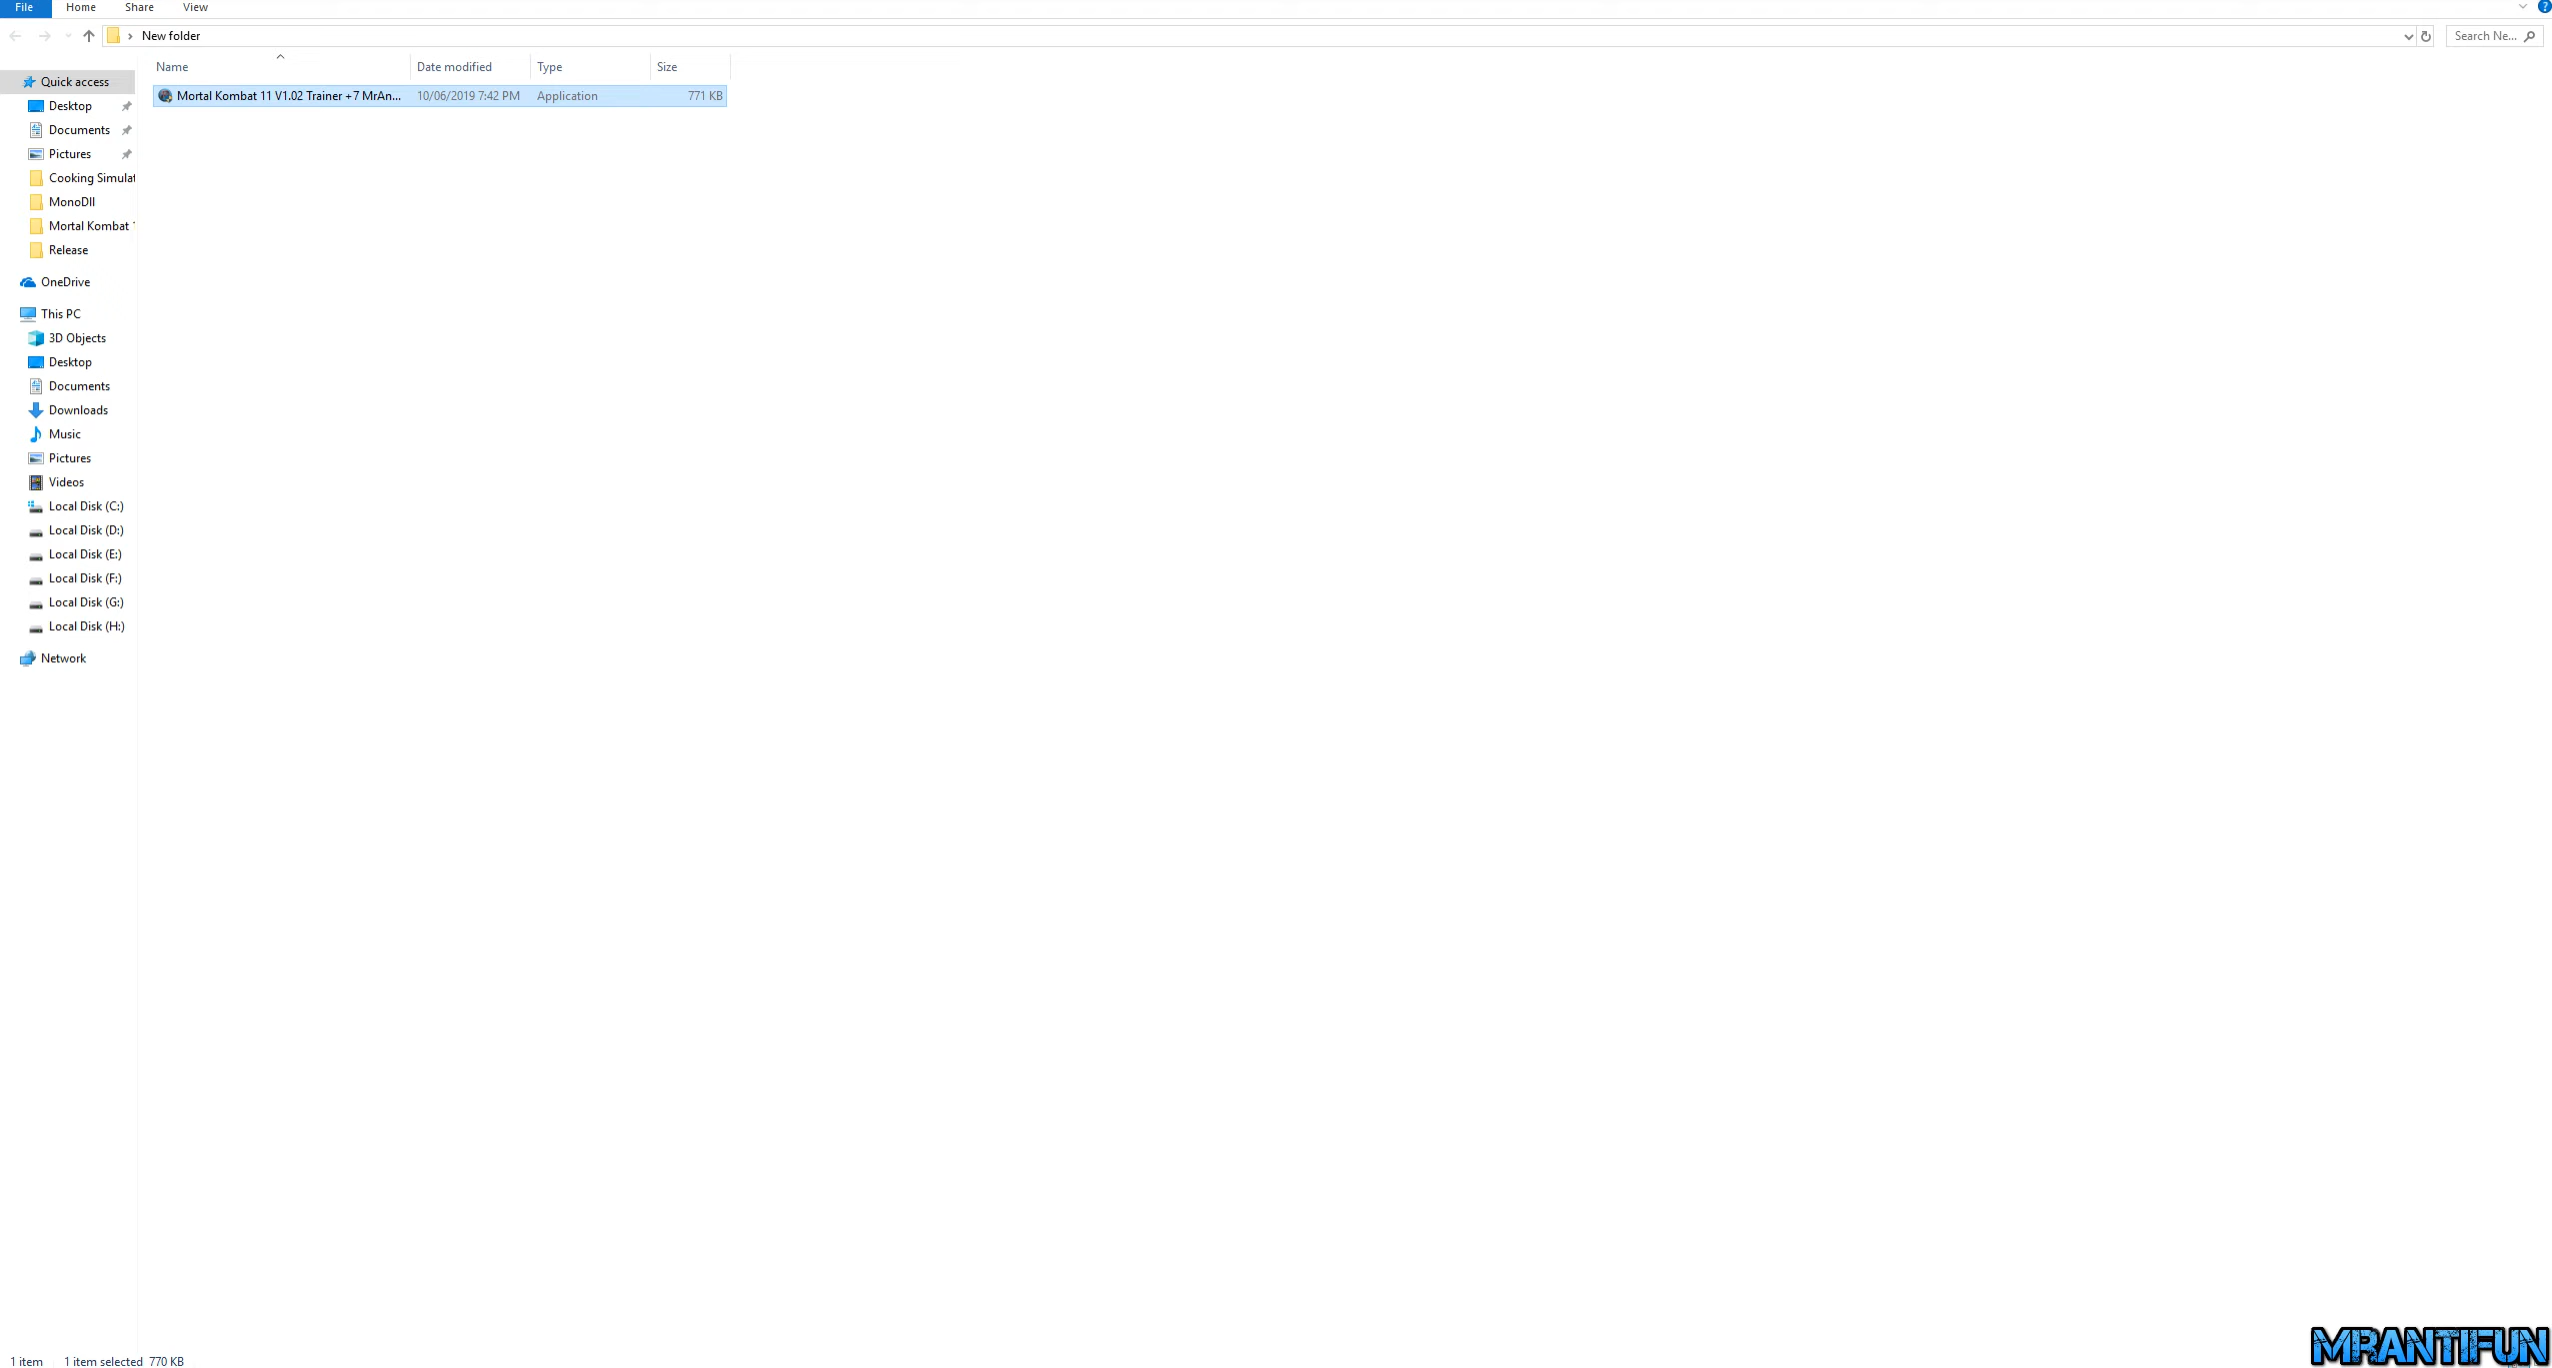 File Home Share View
New folder
Search Ne...
Name Date modified Type Size
Quick access
Mortal Kombat 11 V1.02 Trainer +7 MrAn... 10/06/2019 7:42 PM Application 771 KB
Desktop
Documents
Pictures
Cooking Simulat
MonoDll
Mortal Kombat 1
Release
OneDrive
This PC
3D Objects
Desktop
Documents
Downloads
Music
Pictures
Videos
Local Disk (C:)
Local Disk (D:)
Local Disk (E:)
Local Disk (F:)
Local Disk (G:)
Local Disk (H:)
Network
MRANTIFUN
1 item 1 item selected 770 KB